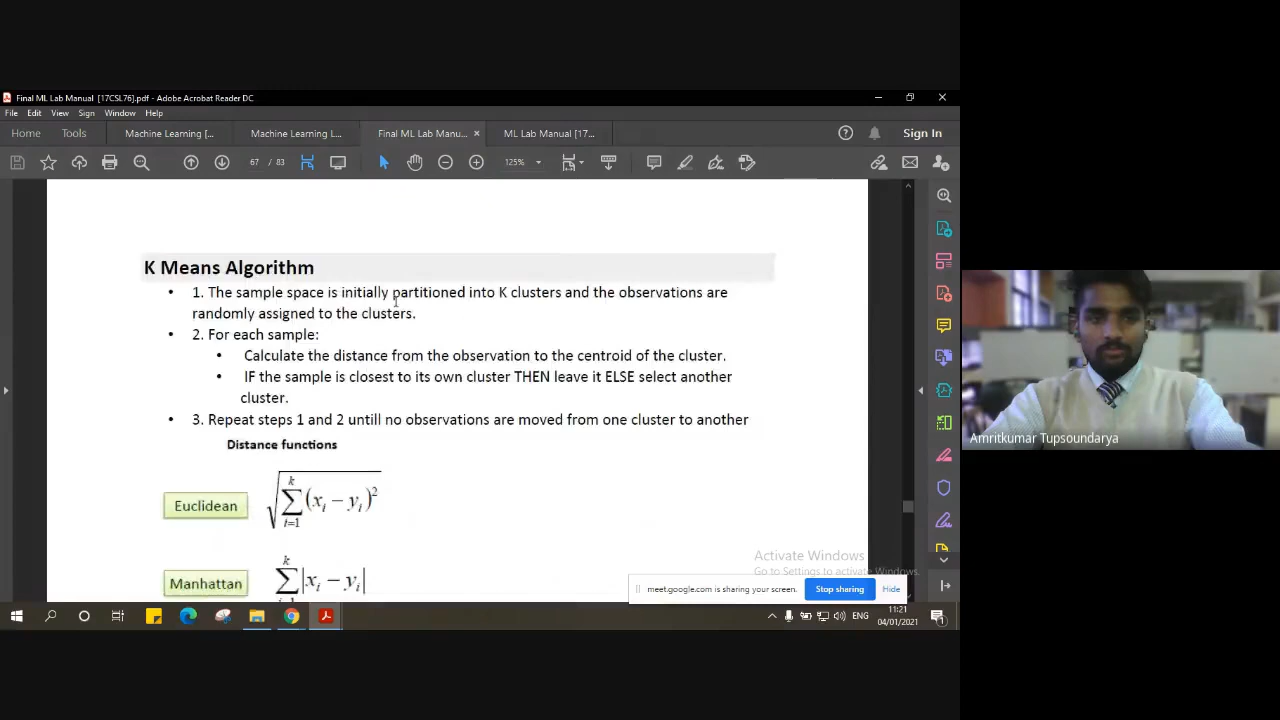 Final ML Lab Manual [17CSL76].pdf - Adobe Acrobat Reader DC
File Edit View Sign Window Help
Home Tools Machine Learning [... Machine Learning L... Final ML Lab Manu... × ML Lab Manual [17... Sign In
67 / 83 125%
K Means Algorithm
• 1. The sample space is initially partitioned into K clusters and the observations are
randomly assigned to the clusters.
• 2. For each sample:
• Calculate the distance from the observation to the centroid of the cluster.
• IF the sample is closest to its own cluster THEN leave it ELSE select another
cluster.
• 3. Repeat steps 1 and 2 untill no observations are moved from one cluster to another
Distance functions
Euclidean √∑ᵢ₌₁ᵏ (xᵢ − yᵢ)²
Manhattan ∑ᵏ |xᵢ − yᵢ|
Amritkumar Tupsoundarya
Activate Windows
Go to Settings to activate Windows.
meet.google.com is sharing your screen. Stop sharing Hide
ENG 11:21
04/01/2021